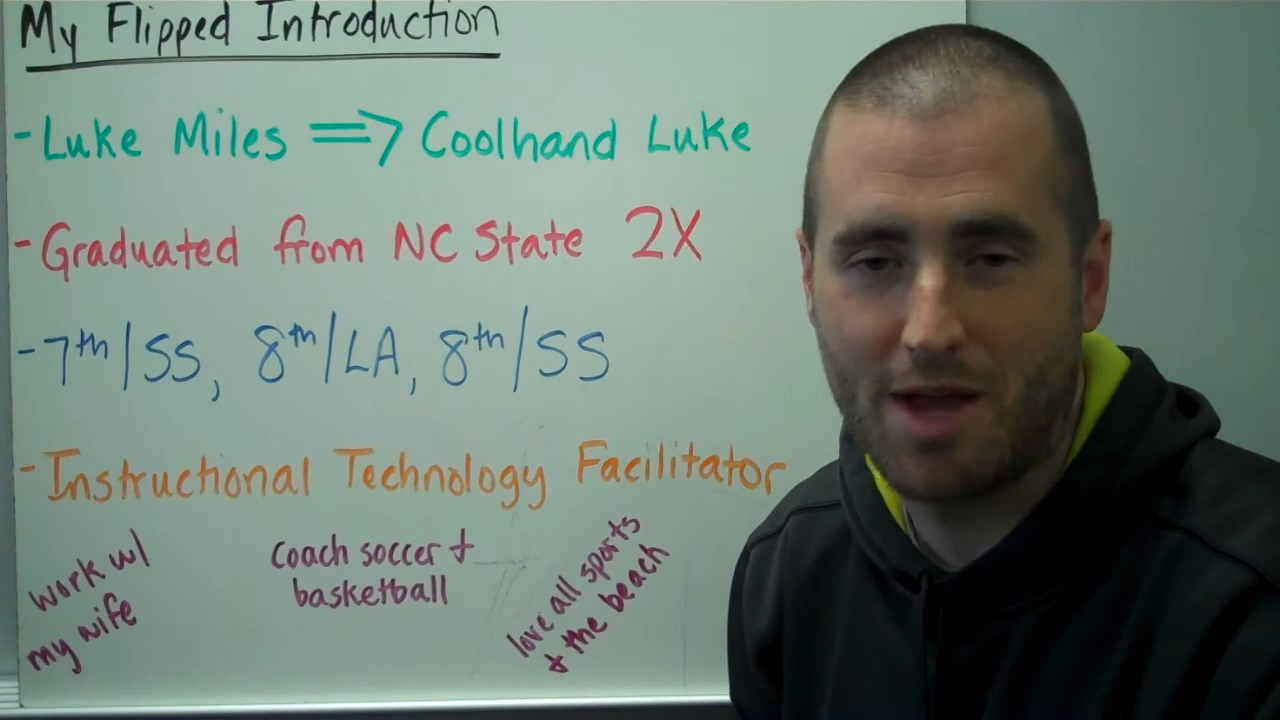 My Flipped Introduction
-Luke Miles => Coolhand Luke
-Graduated from NC State 2X
-7th/SS, 8th/LA, 8th/SS
-Instructional Technology Facilitator
work w/
my wife
coach soccer +
basketball
love all sports
+ the beach